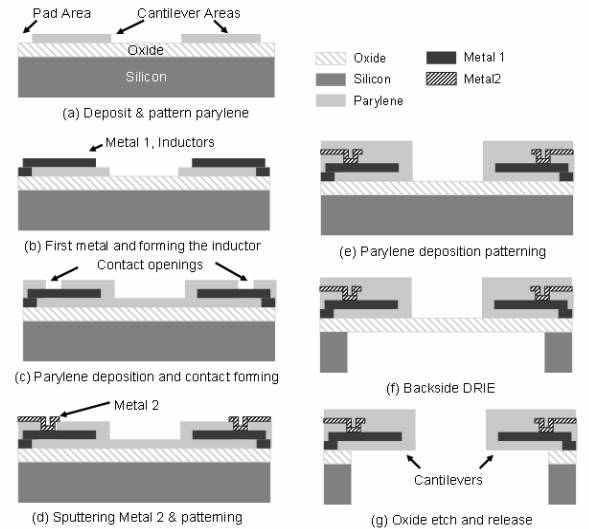 Pad Area
Cantilever Areas
Oxide
Silicon
(a) Deposit & pattern parylene
Metal 1, Inductors
(b) First metal and forming the inductor
Contact openings
(c) Parylene deposition and contact forming
Metal 2
(d) Sputtering Metal 2 & patterning
Oxide
Metal 1
Silicon
Metal2
Parylene
(e) Parylene deposition patterning
(f) Backside DRIE
Cantilevers
(g) Oxide etch and release